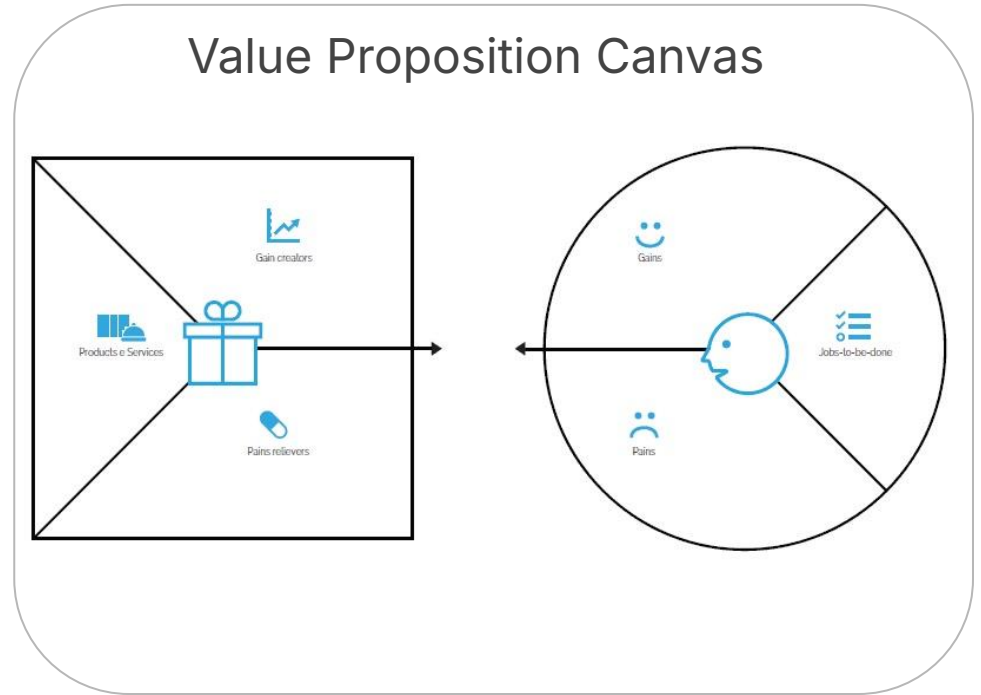 Value Proposition Canvas
Gain creators
Products e Services
Pains relievers
Gains
Jobs-to-be-done
Pains